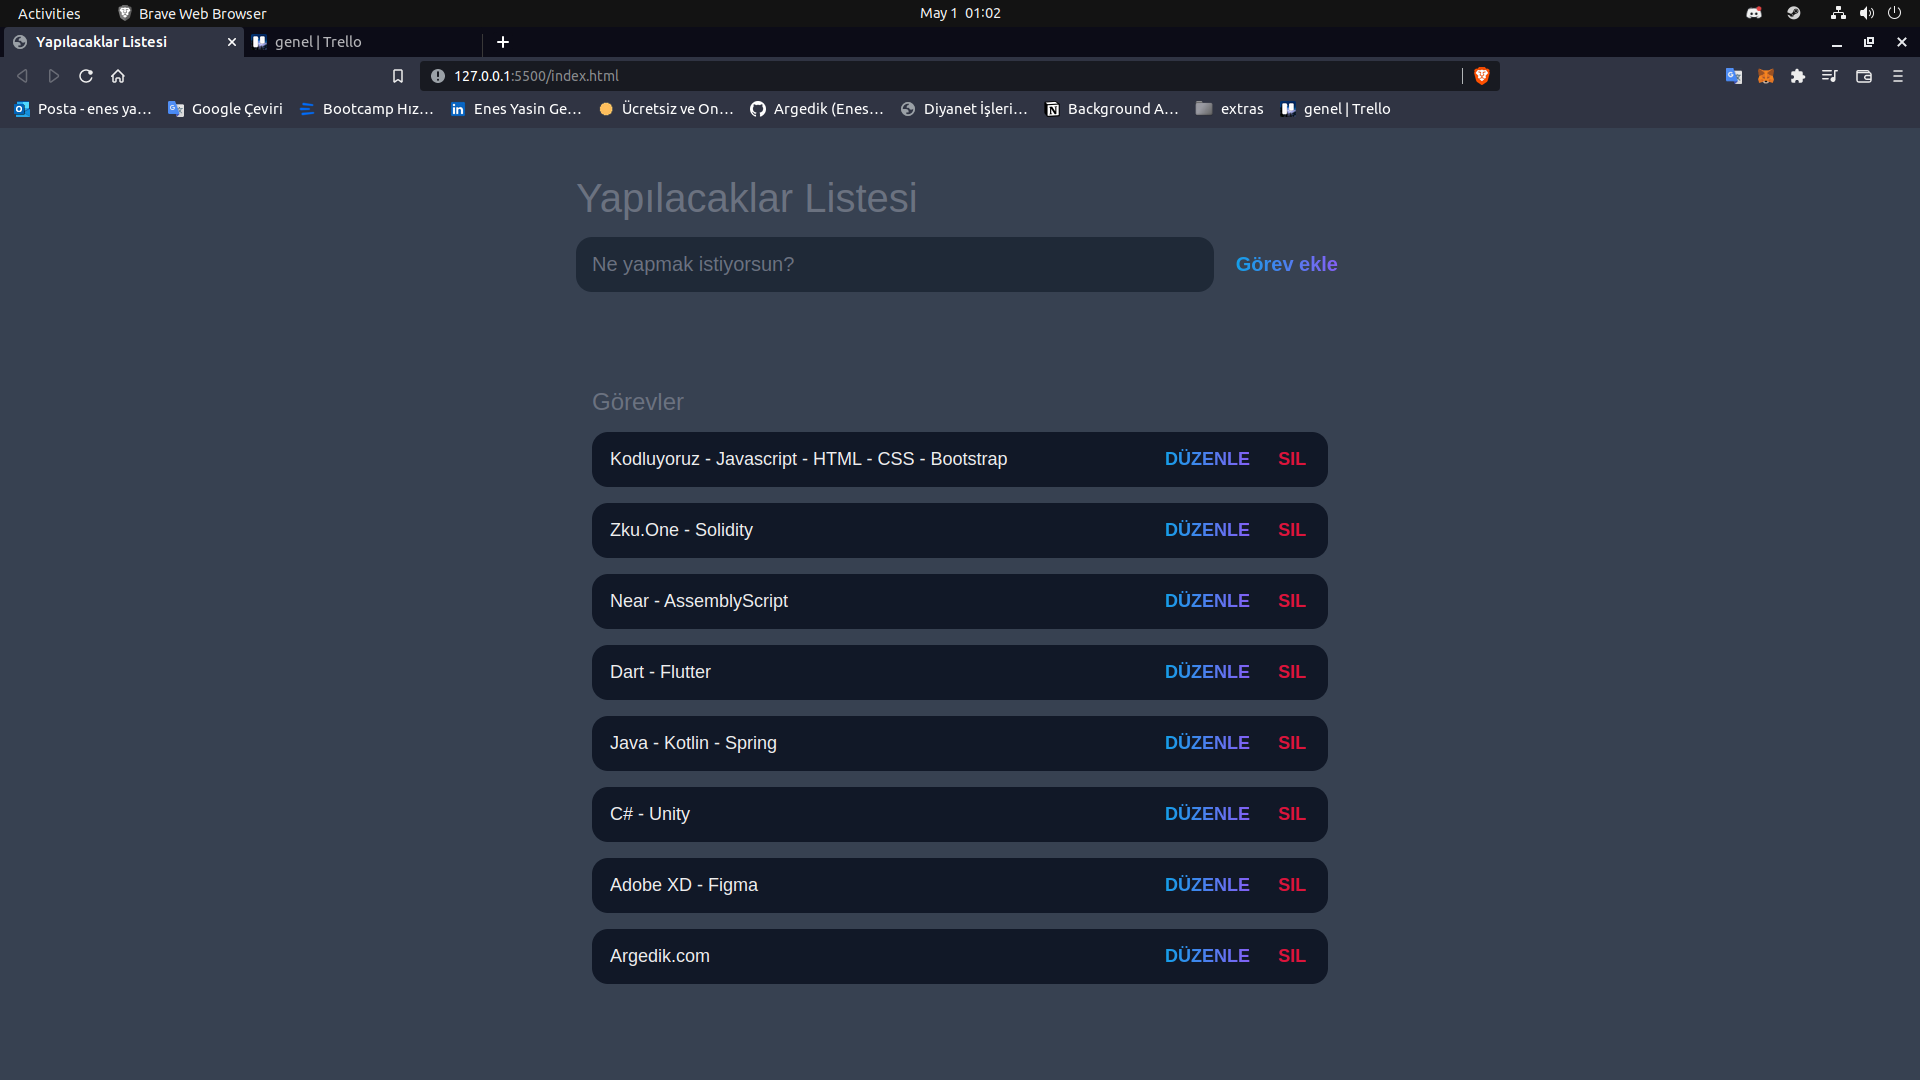 Activities Brave Web Browser May 1 01:02
Yapılacaklar Listesi genel | Trello
127.0.0.1:5500/index.html
Posta - enes ya… Google Çeviri Bootcamp Hız… Enes Yasin Ge… Ücretsiz ve On… Argedik (Enes… Diyanet İşleri… Background A… extras genel | Trello
Yapılacaklar Listesi
Ne yapmak istiyorsun? Görev ekle
Görevler
Kodluyoruz - Javascript - HTML - CSS - Bootstrap DÜZENLE SIL
Zku.One - Solidity DÜZENLE SIL
Near - AssemblyScript DÜZENLE SIL
Dart - Flutter DÜZENLE SIL
Java - Kotlin - Spring DÜZENLE SIL
C# - Unity DÜZENLE SIL
Adobe XD - Figma DÜZENLE SIL
Argedik.com DÜZENLE SIL